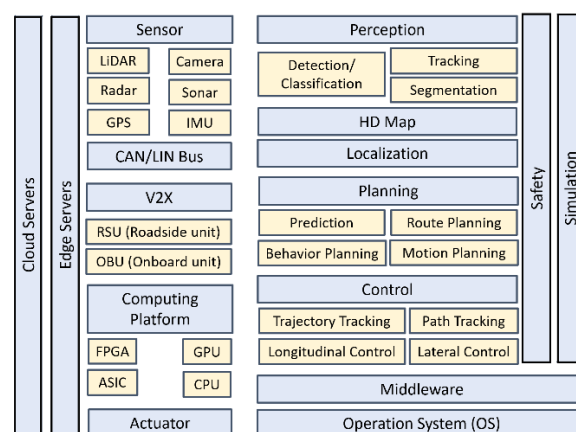 Cloud Servers
Edge Servers
Sensor
LiDAR
Camera
Radar
Sonar
GPS
IMU
CAN/LIN Bus
V2X
RSU (Roadside unit)
OBU (Onboard unit)
Computing
Platform
FPGA
GPU
ASIC
CPU
Actuator
Perception
Detection/
Classification
Tracking
Segmentation
HD Map
Localization
Planning
Prediction
Route Planning
Behavior Planning
Motion Planning
Control
Trajectory Tracking
Path Tracking
Longitudinal Control
Lateral Control
Middleware
Operation System (OS)
Safety
Simulation